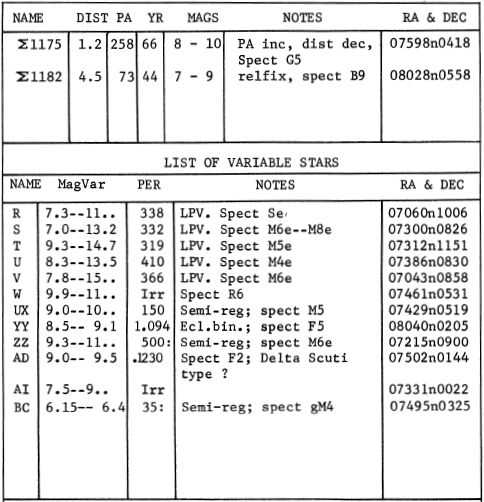 NAME DIST PA YR MAGS NOTES RA & DEC
Σ1175 1.2 258 66 8 - 10 PA inc, dist dec, 07598n0418
Spect G5
Σ1182 4.5 73 44 7 - 9 relfix, spect B9 08028n0558
LIST OF VARIABLE STARS
NAME MagVar PER NOTES RA & DEC
R 7.3--11.. 338 LPV. Spect Se 07060n1006
S 7.0--13.2 332 LPV. Spect M6e--M8e 07300n0826
T 9.3--14.7 319 LPV. Spect M5e 07312n1151
U 8.3--13.5 410 LPV. Spect M4e 07386n0830
V 7.8--15.. 366 LPV. Spect M6e 07043n0858
W 9.9--11.. Irr Spect R6 07461n0531
UX 9.0--10.. 150 Semi-reg; spect M5 07429n0519
YY 8.5-- 9.1 1.094 Ecl.bin.; spect F5 08040n0205
ZZ 9.3--11.. 500: Semi-reg; spect M6e 07215n0900
AD 9.0-- 9.5 .1230 Spect F2; Delta Scuti 07502n0144
type ?
AI 7.5--9.. Irr 07331n0022
BC 6.15-- 6.4 35: Semi-reg; spect gM4 07495n0325